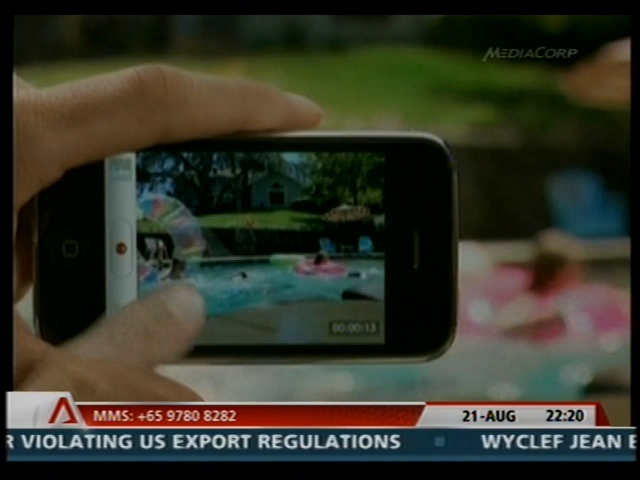 MEDIACORP
00:00:13
MMS: +65 9780 8282
21-AUG 22:20
R VIOLATING US EXPORT REGULATIONS WYCLEF JEAN